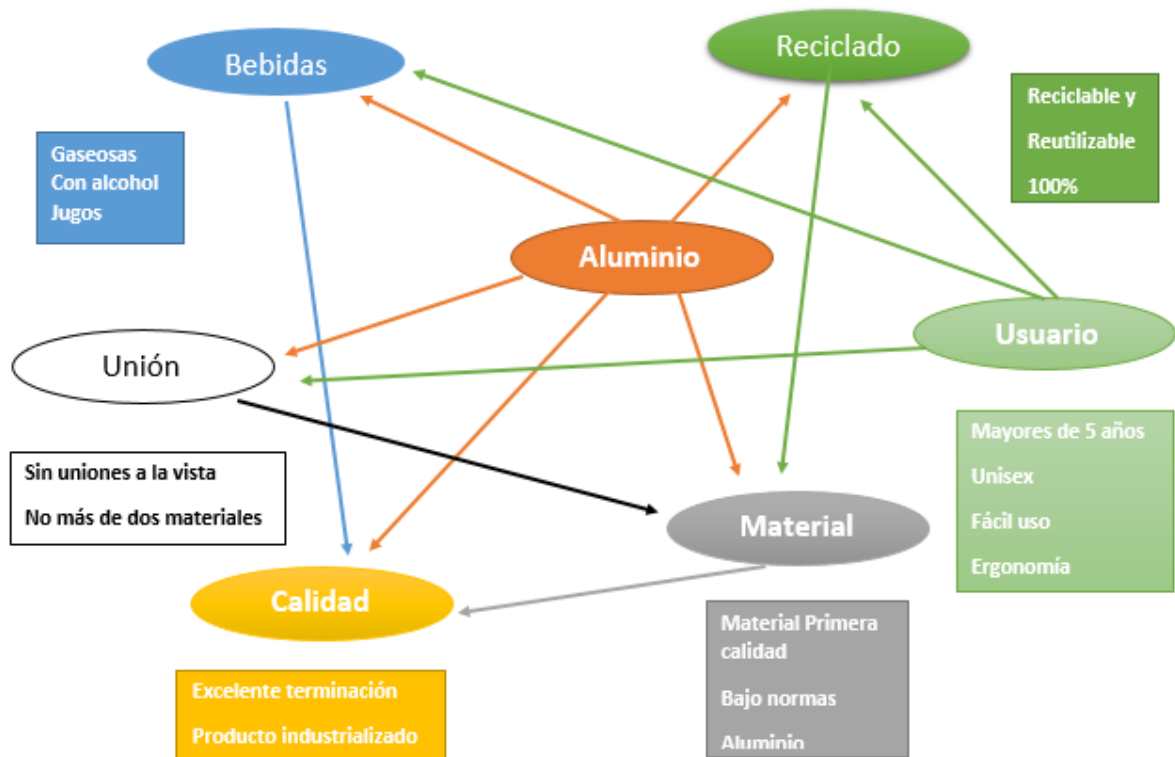 Bebidas
Reciclado
Gaseosas
Con alcohol
Jugos
Reciclable y
Reutilizable
100%
Aluminio
Usuario
Unión
Mayores de 5 años
Unisex
Fácil uso
Ergonomía
Sin uniones a la vista
No más de dos materiales
Material
Calidad
Material Primera
calidad
Bajo normas
Aluminio
Excelente terminación
Producto industrializado